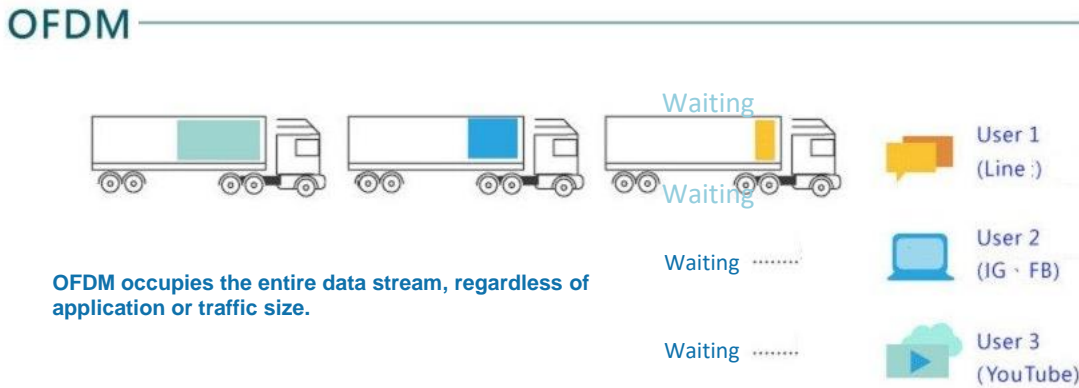 OFDM
Waiting
User 1
(Line :)
Waiting
User 2
(IG、FB)
Waiting ········
OFDM occupies the entire data stream, regardless of
application or traffic size.
User 3
(YouTube)
Waiting ········